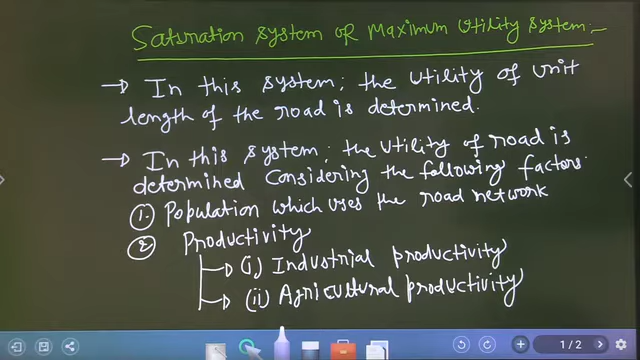 Saturation System or Maximum Utility System:-
→ In this system; the utility of unit
length of the road is determined.
→ In this system; the utility of road is
determined considering the following factors:
1. Population which uses the road network
2 Productivity
→ (i) Industrial productivity
→ (ii) Agricultural productivity
1 / 2